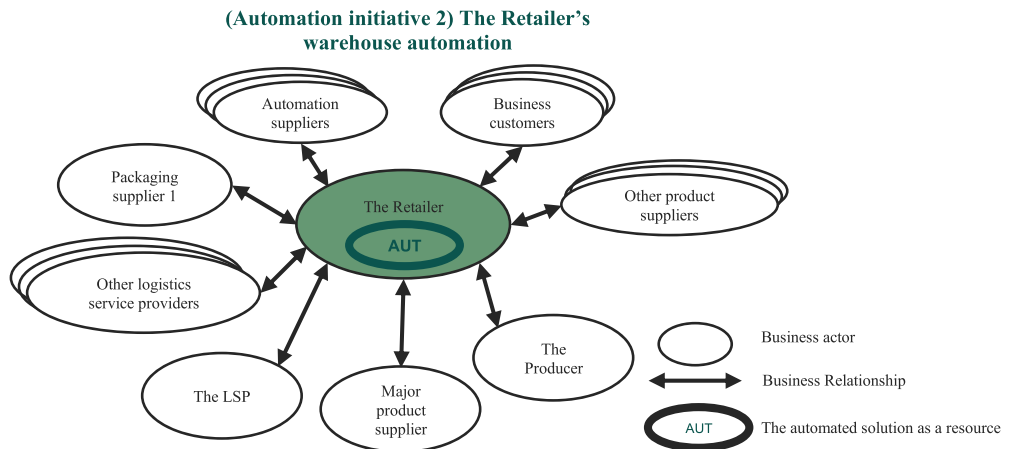 (Automation initiative 2) The Retailer’s
warehouse automation
Automation
suppliers
Business
customers
Packaging
supplier 1
The Retailer
AUT
Other product
suppliers
Other logistics
service providers
The LSP
Major
product
supplier
The
Producer
Business actor
Business Relationship
AUT
The automated solution as a resource